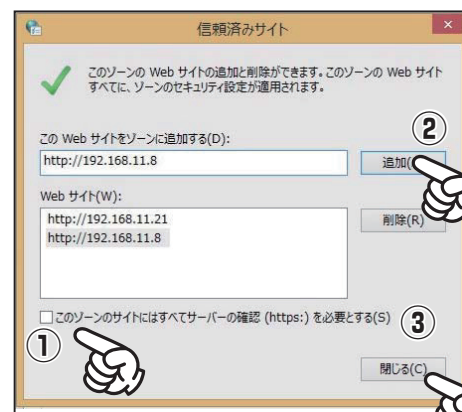 信頼済みサイト
×
このゾーンの Web サイトの追加と削除ができます。このゾーンの Web サイト
すべてに、ゾーンのセキュリティ設定が適用されます。
この Web サイトをゾーンに追加する(D):
②
http://192.168.11.8
追加(
Web サイト(W):
http://192.168.11.21
削除(R)
http://192.168.11.8
このゾーンのサイトにはすべてサーバーの確認 (https:) を必要とする(S)
③
①
閉じる(C)